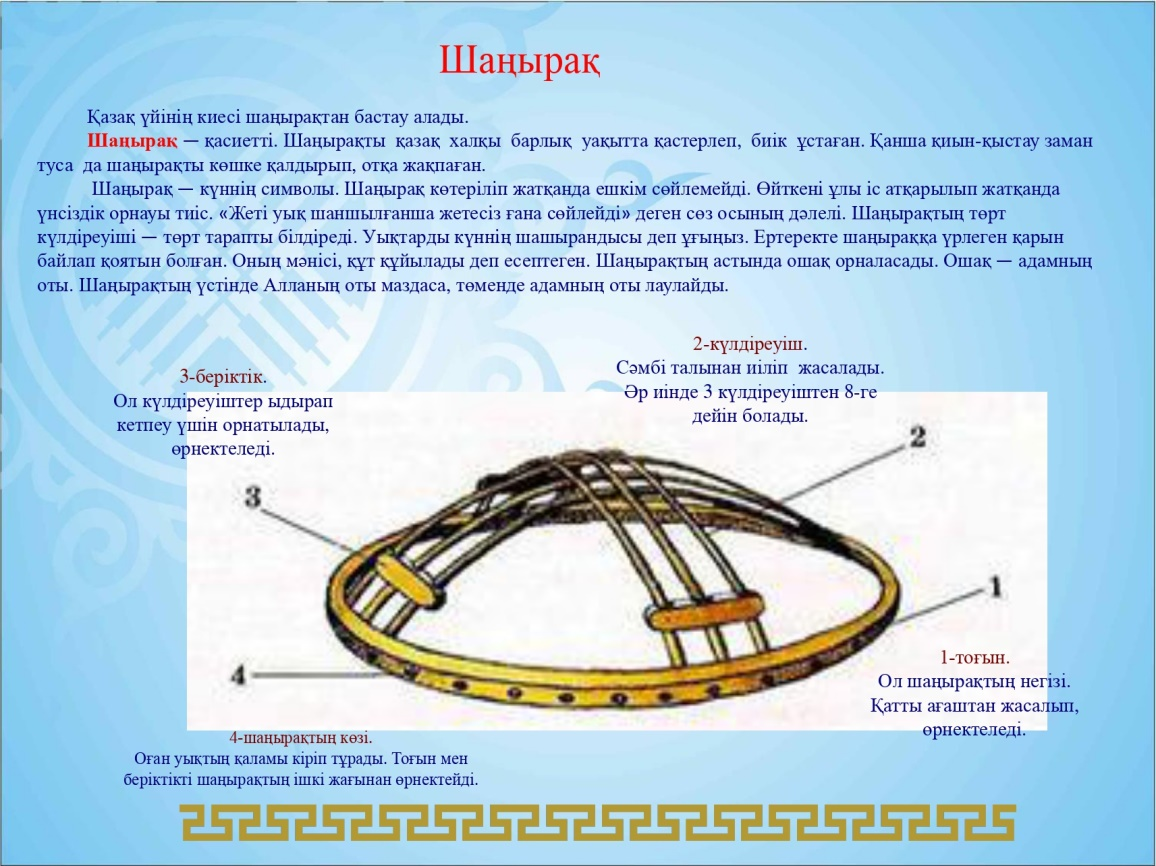 Шаңырақ
Қазақ үйінің киесі шаңырақтан бастау алады.
Шаңырақ — қасиетті. Шаңырақты қазақ халқы барлық уақытта қастерлеп, биік ұстаған. Қанша қиын-қыстау заман
туса да шаңырақты көшке қалдырып, отқа жақпаған.
Шаңырақ — күннің символы. Шаңырақ көтеріліп жатқанда ешкім сөйлемейді. Өйткені ұлы іс атқарылып жатқанда
үнсіздік орнауы тиіс. «Жеті уық шаншылғанша жетесіз ғана сөйлейді» деген сөз осының дәлелі. Шаңырақтың төрт
күлдіреуіші — төрт тарапты білдіреді. Уықтарды күннің шашырандысы деп ұғыңыз. Ертеректе шаңыраққа үрлеген қарын
байлап қоятын болған. Оның мәнісі, құт құйылады деп есептеген. Шаңырақтың астында ошақ орналасады. Ошақ — адамның
оты. Шаңырақтың үстінде Алланың оты маздаса, төменде адамның оты лаулайды.
2-күлдіреуіш.
Сәмбі талынан иіліп жасалады.
Әр иінде 3 күлдіреуіштен 8-ге
дейін болады.
3-беріктік.
Ол күлдіреуіштер ыдырап
кетпеу үшін орнатылады,
өрнектеледі.
2
3
1
4
1-тоғын.
Ол шаңырақтың негізі.
Қатты ағаштан жасалып,
өрнектеледі.
4-шаңырақтың көзі.
Оған уықтың қаламы кіріп тұрады. Тоғын мен
беріктікті шаңырақтың ішкі жағынан өрнектейді.